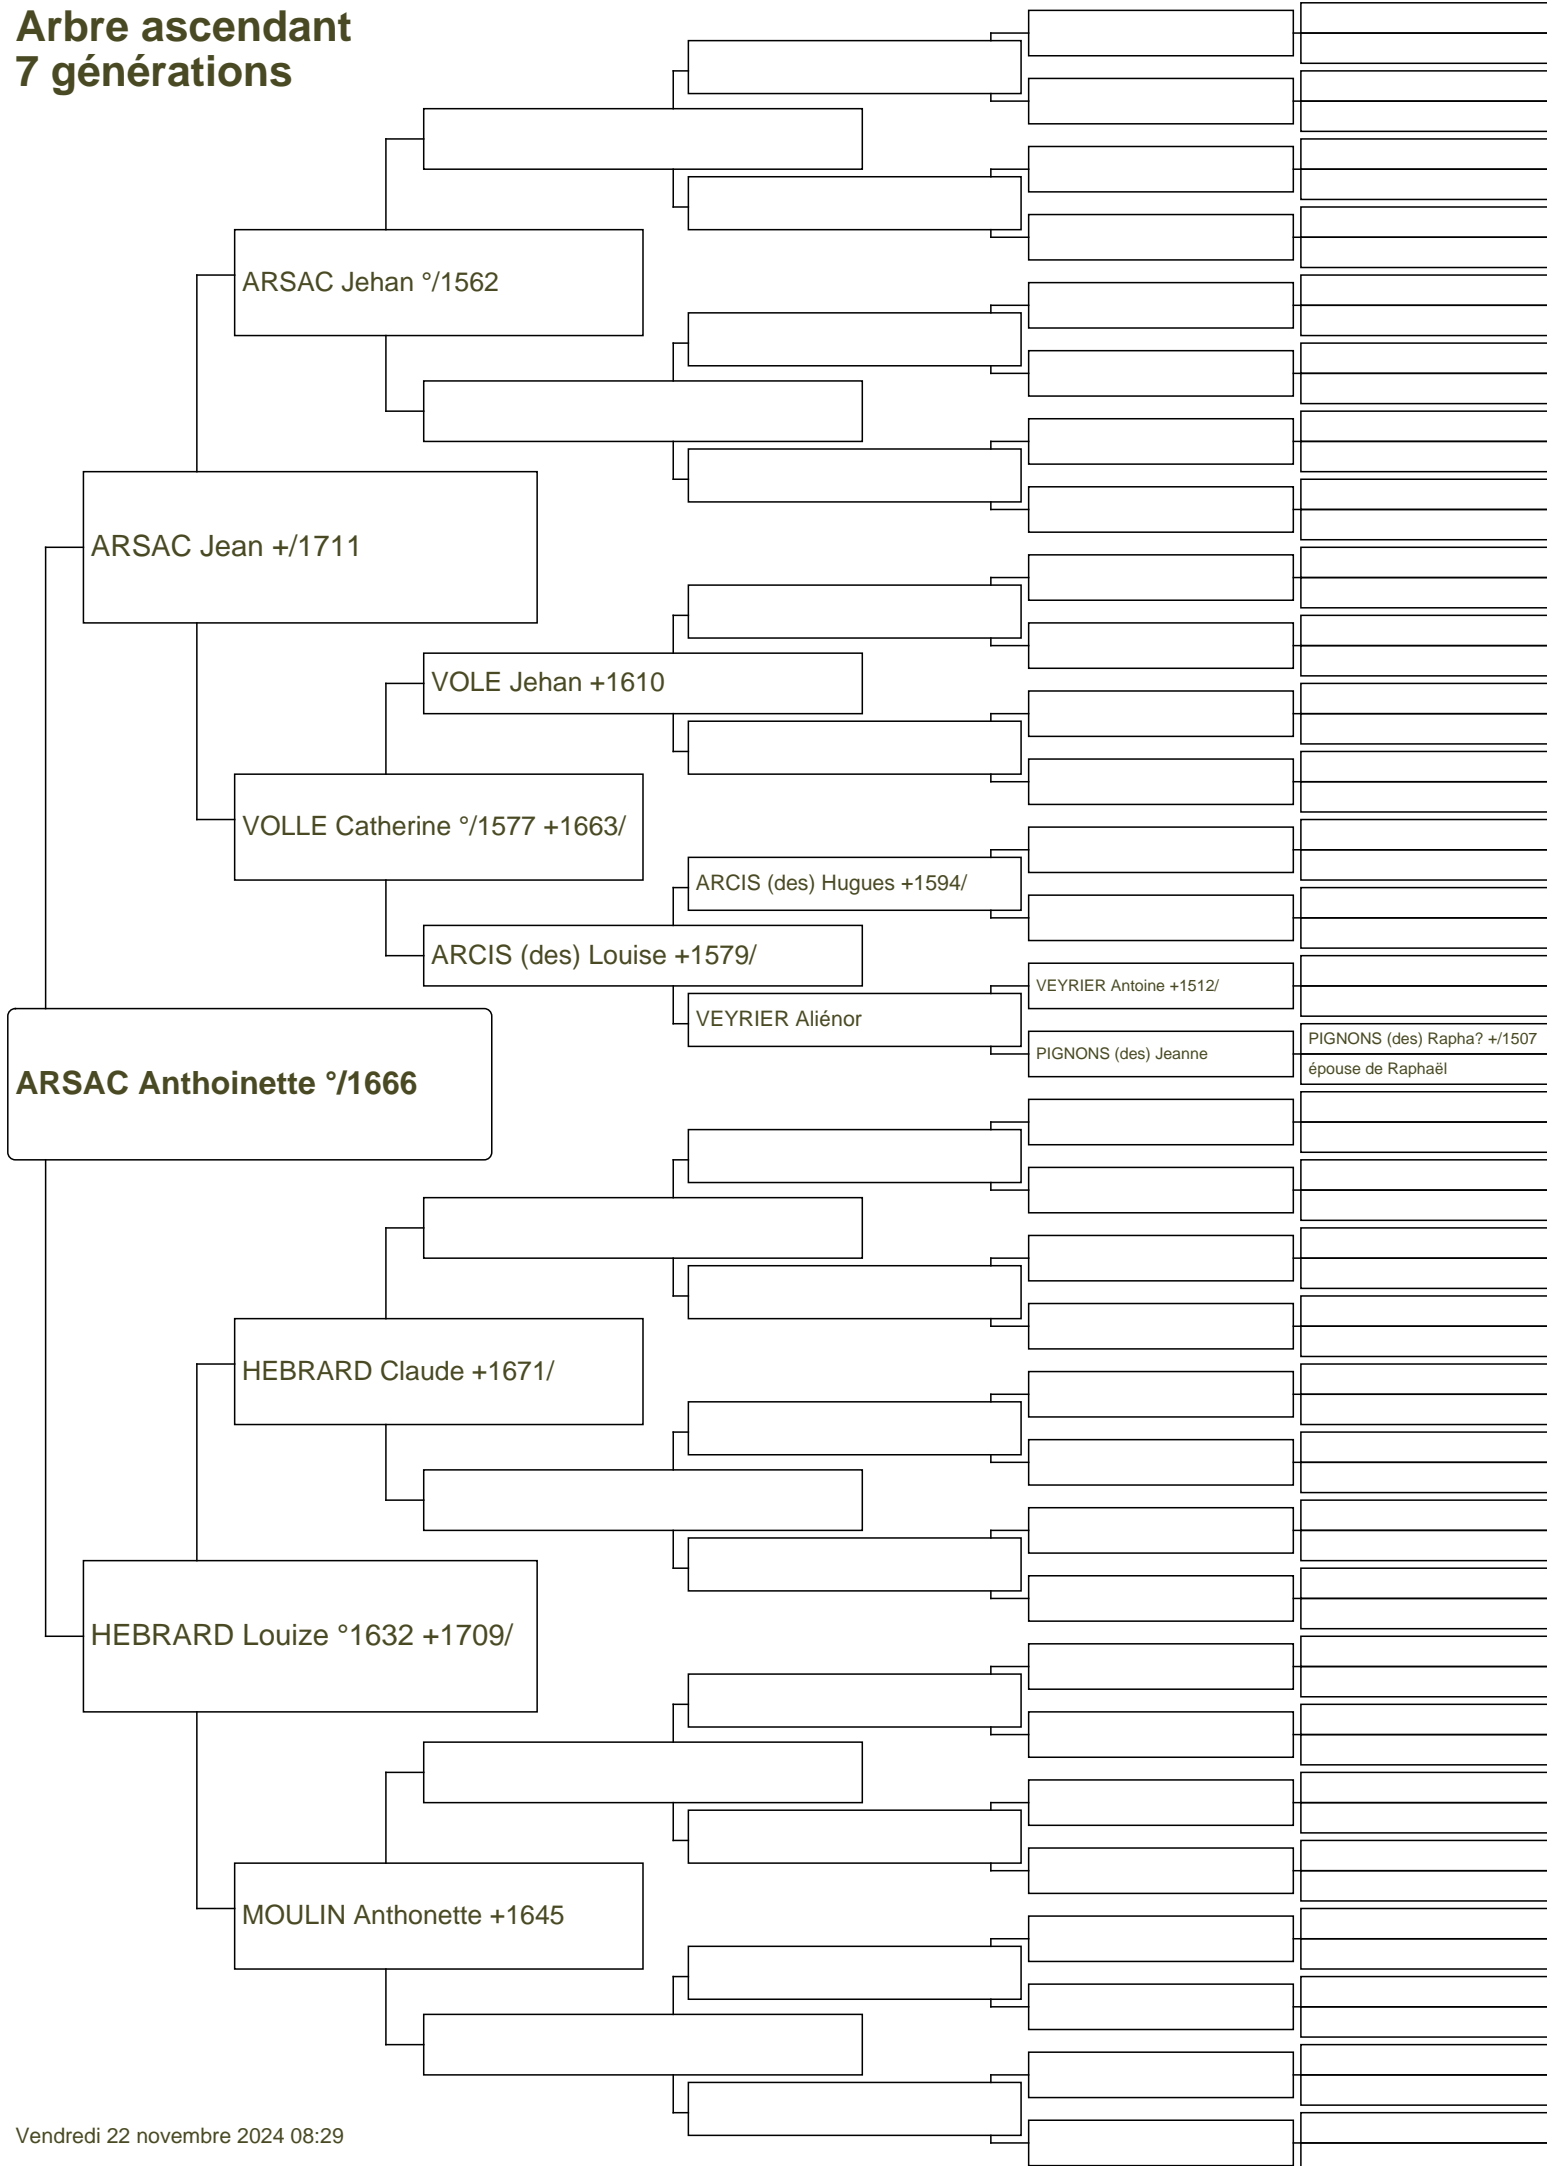 Arbre ascendant
7 générations
ARSAC Jehan °/1562
ARSAC Jean +/1711
VOLE Jehan +1610
VOLLE Catherine °/1577 +1663/
ARCIS (des) Hugues +1594/
ARCIS (des) Louise +1579/
VEYRIER Antoine +1512/
VEYRIER Aliénor
PIGNONS (des) Rapha? +/1507
PIGNONS (des) Jeanne
épouse de Raphaël
ARSAC Anthoinette °/1666
HEBRARD Claude +1671/
HEBRARD Louize °1632 +1709/
MOULIN Anthonette +1645
Vendredi 22 novembre 2024 08:29